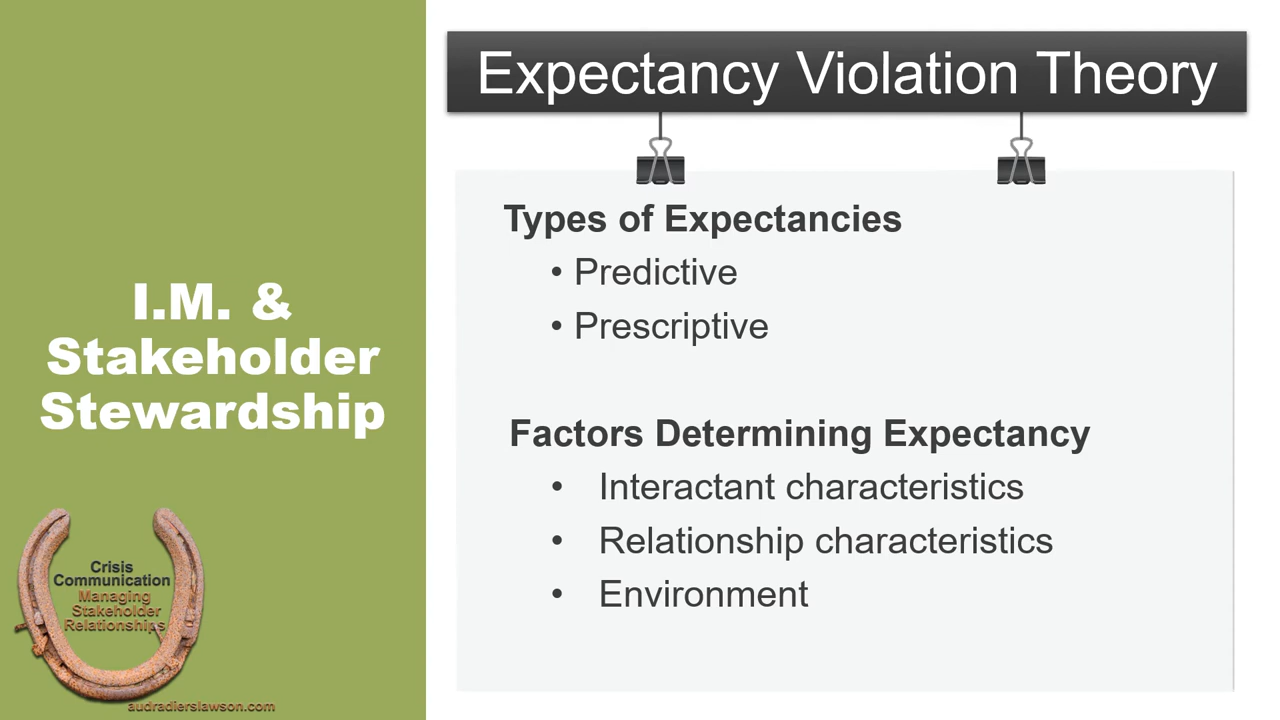 Expectancy Violation Theory
Types of Expectancies
• Predictive
• Prescriptive
Factors Determining Expectancy
• Interactant characteristics
• Relationship characteristics
• Environment
I.M. &
Stakeholder
Stewardship
Crisis
Communication
Managing
Stakeholder
Relationships
audradierslawson.com